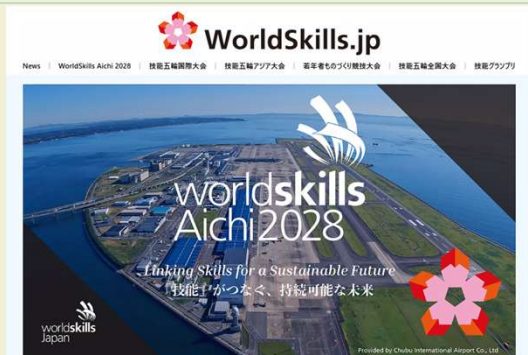 WorldSkills.jp
News | WorldSkills Aichi 2028 | 技能五輪国際大会 | 技能五輪アジア大会 | 若年者ものづくり競技大会 | 技能五輪全国大会 | 技能グランプリ
worldskills
Aichi 2028
Linking Skills for a Sustainable Future
技能士がつなぐ、持続可能な未来
worldskills
Japan
Provided by Chubu International Airport Co., Ltd